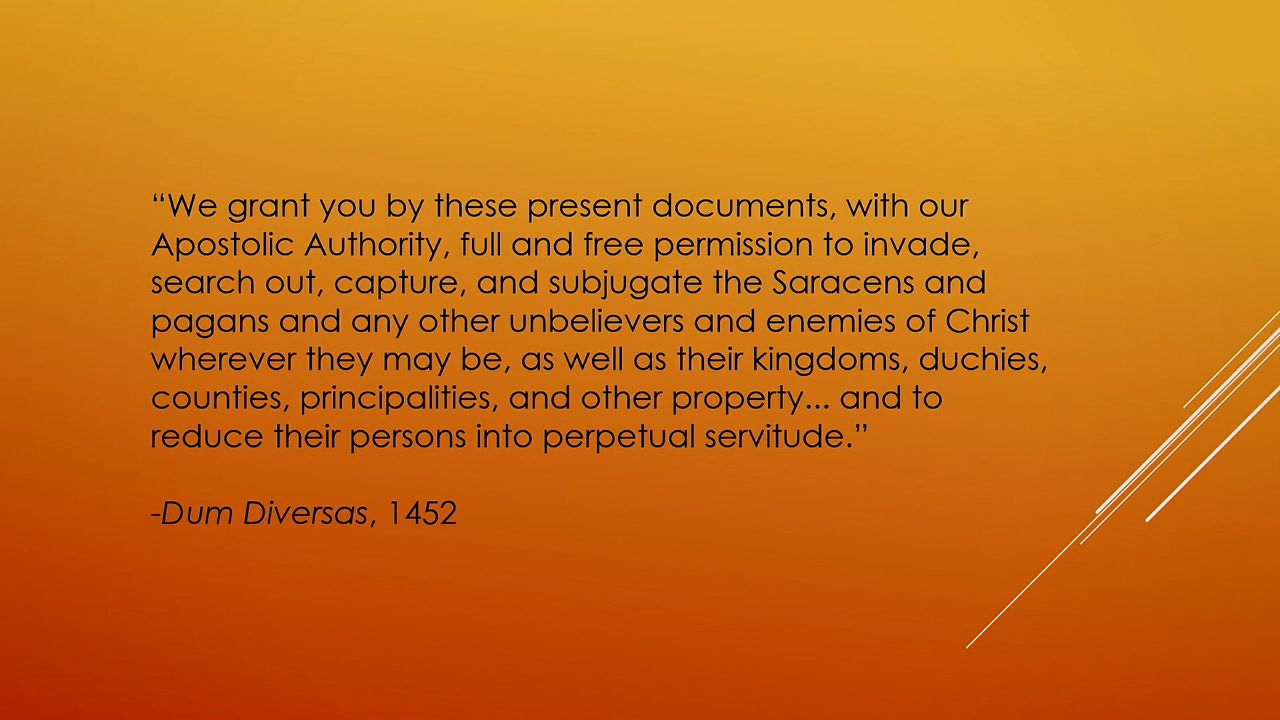 “We grant you by these present documents, with our
Apostolic Authority, full and free permission to invade,
search out, capture, and subjugate the Saracens and
pagans and any other unbelievers and enemies of Christ
wherever they may be, as well as their kingdoms, duchies,
counties, principalities, and other property... and to
reduce their persons into perpetual servitude.”
-Dum Diversas, 1452